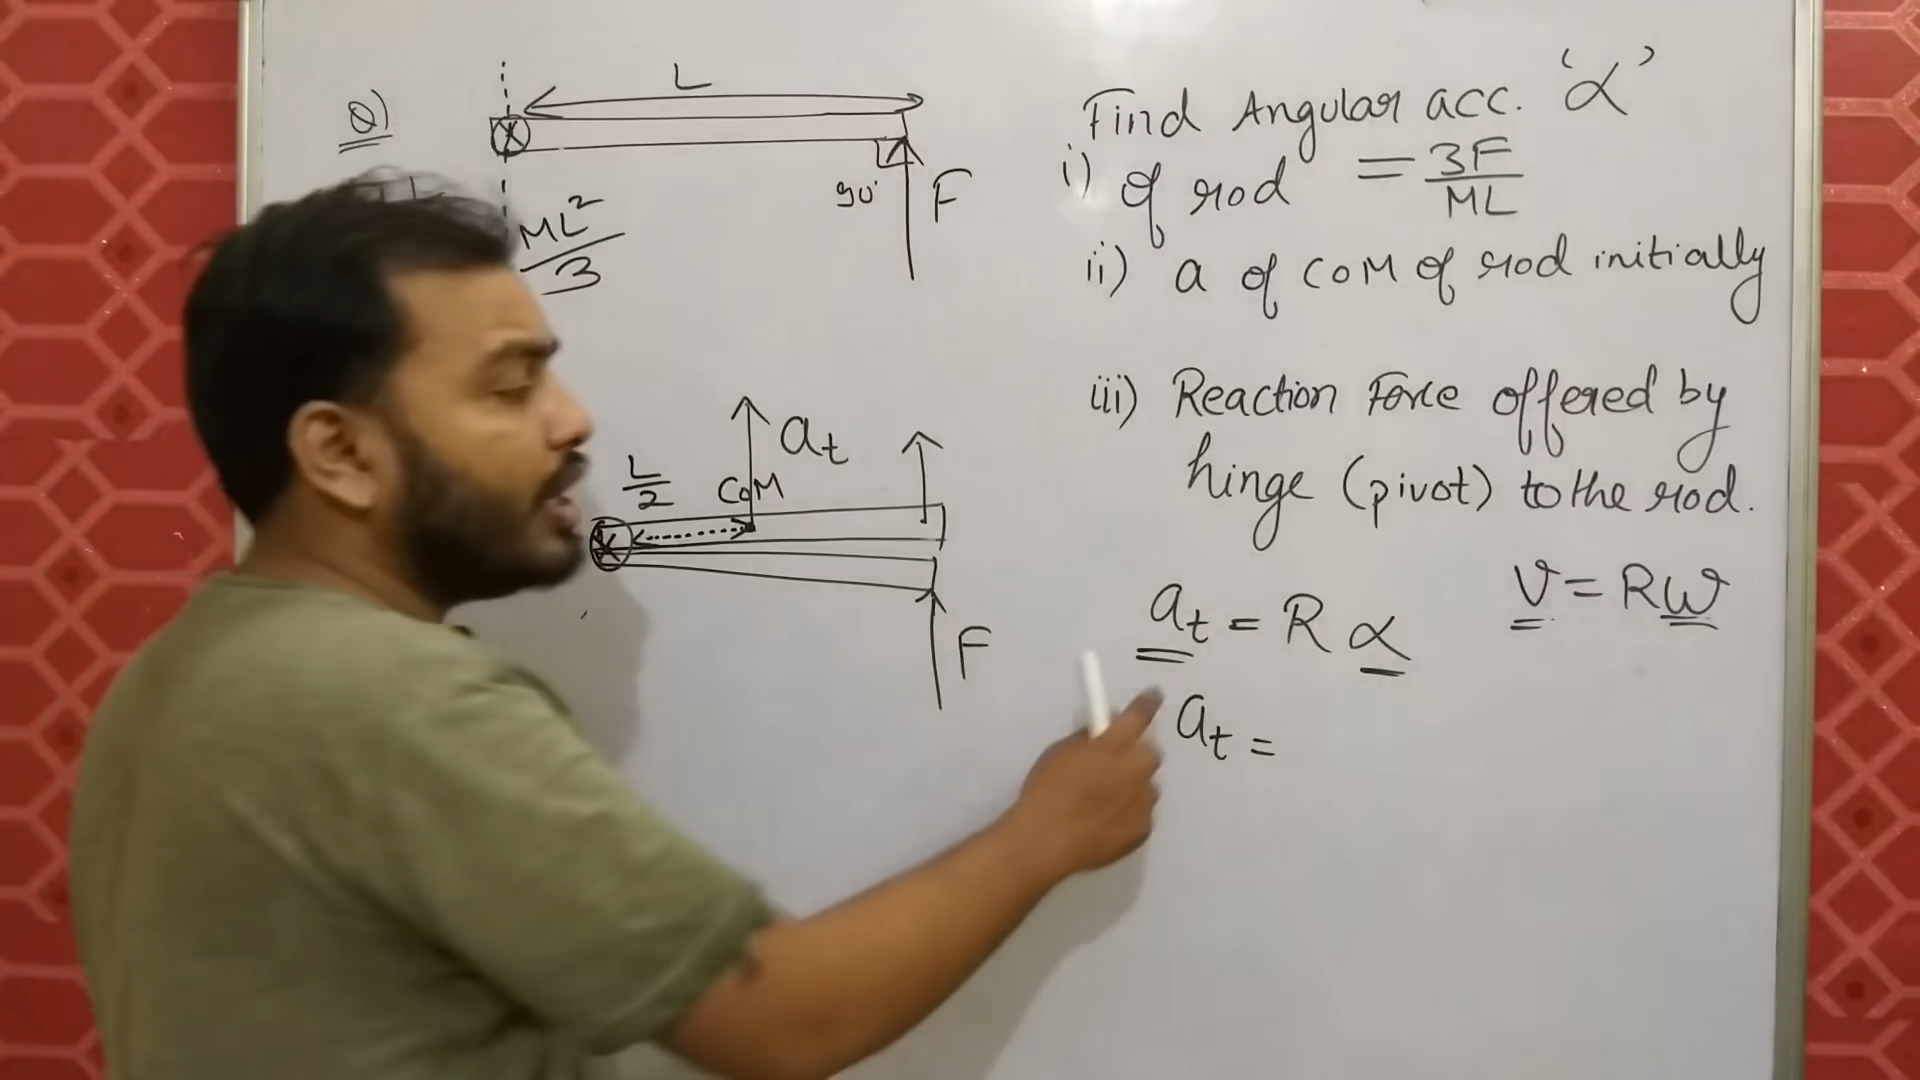 Q)
L
90°
F
ML²/3
Find Angular acc. 'α'
i) of rod = 3F/ML
ii) a of COM of rod initially
iii) Reaction Force offered by
hinge (pivot) to the rod.
a_t
L/2
COM
F
a_t = R α
v = Rω
a_t =